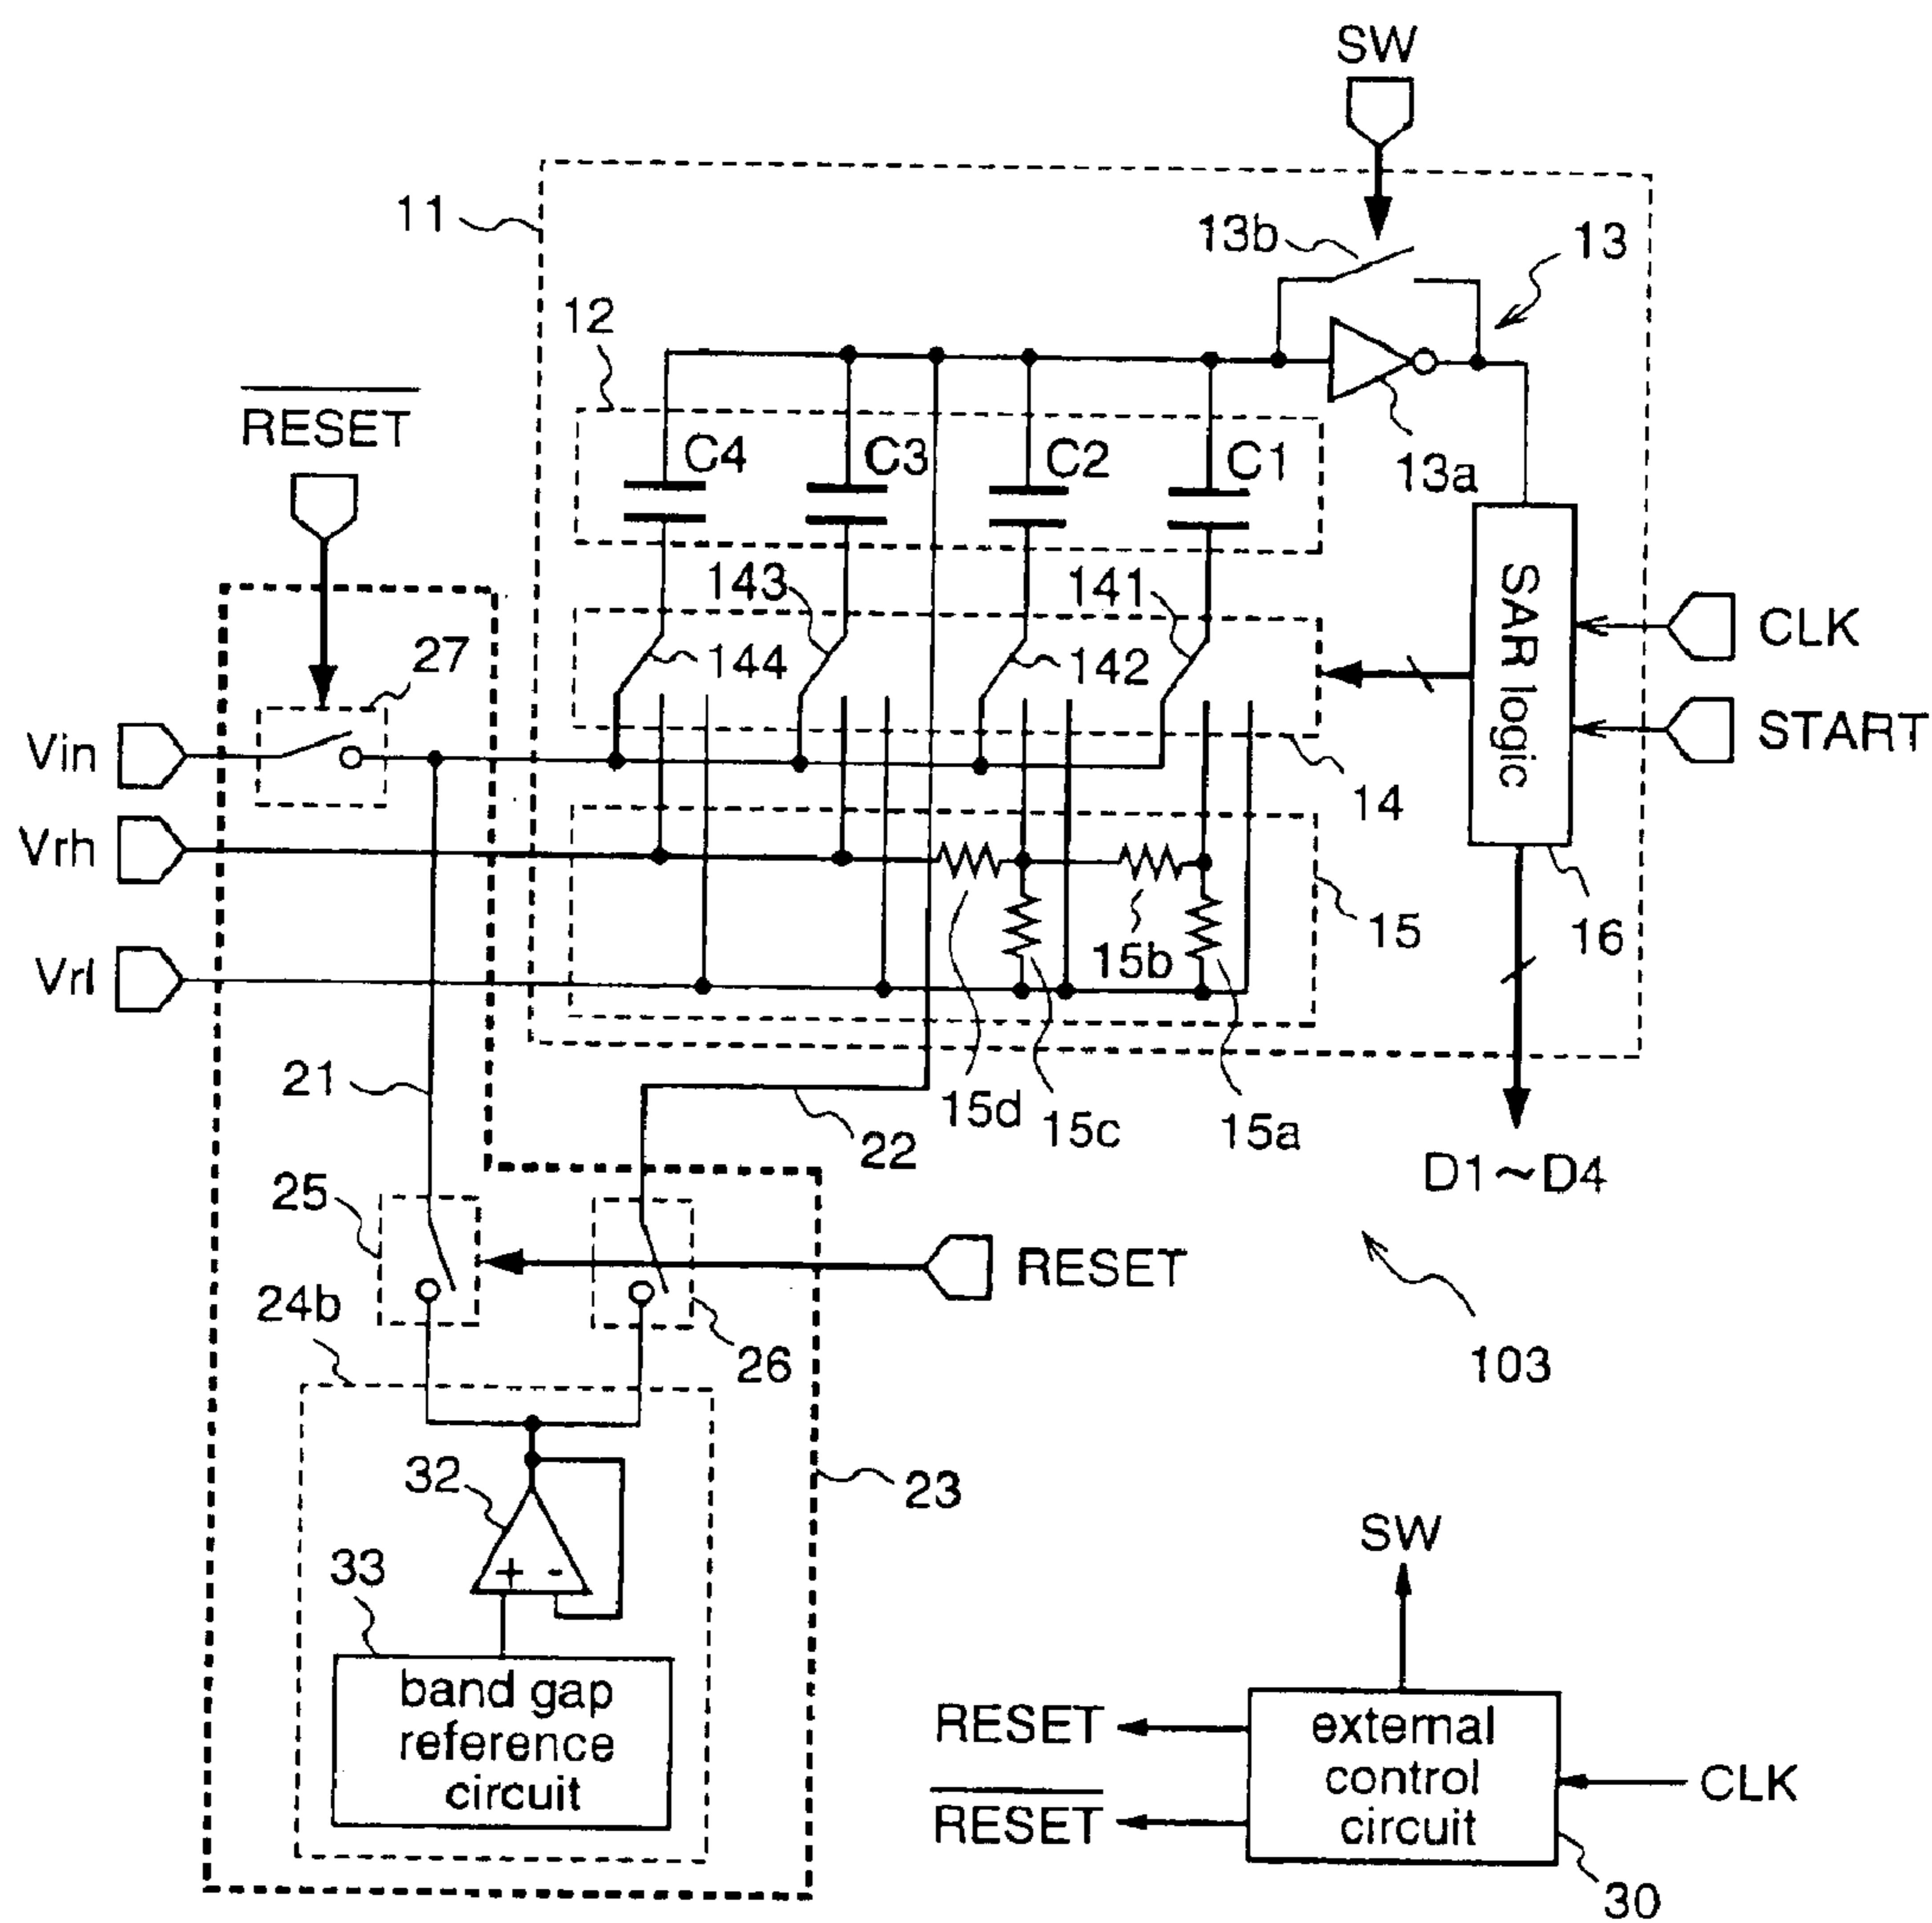 SW
11
13b
13
12
RESET
C4
C3
C2
C1
13a
143
141
27
144
142
SAR logic
CLK
START
Vin
14
Vrh
15
16
15b
Vrl
21
15d
15c
15a
22
D1~D4
25
RESET
24b
26
103
32
23
SW
33
band gap
reference
circuit
RESET
external
control
circuit
CLK
RESET
30